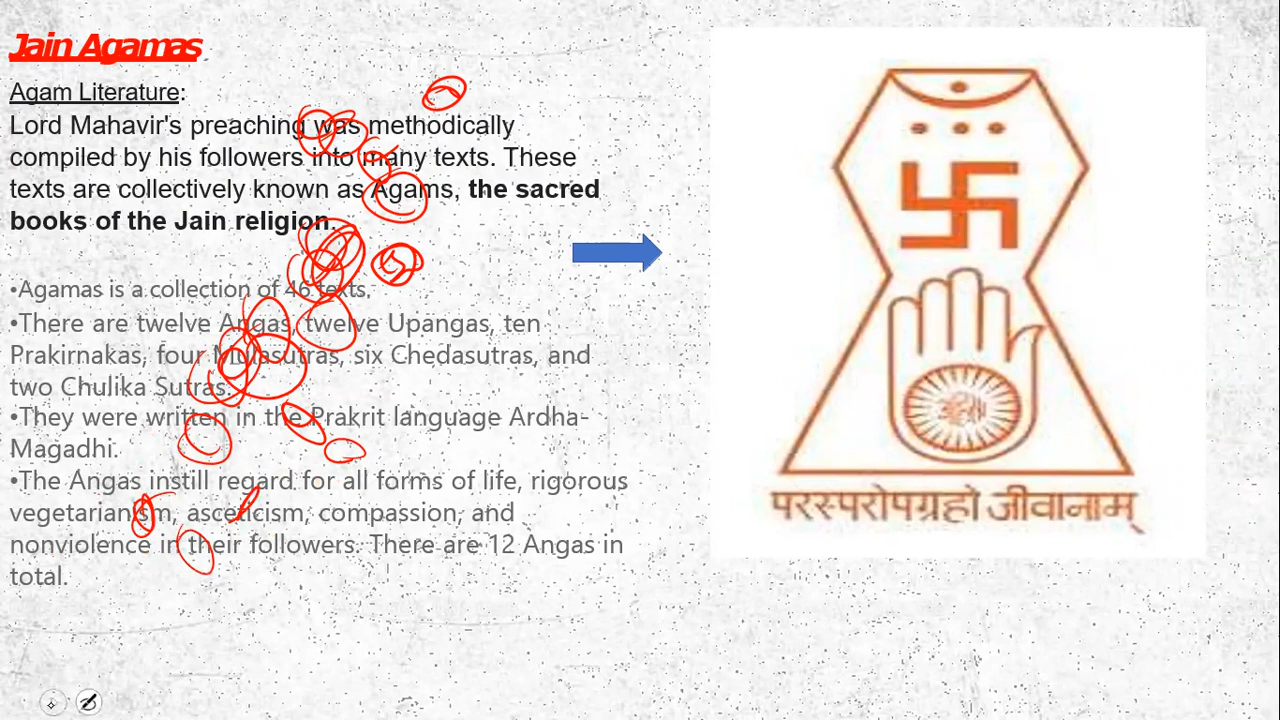 Jain Agamas
Agam Literature:
Lord Mahavir's preaching was methodically
compiled by his followers into many texts. These
texts are collectively known as Agams, the sacred
books of the Jain religion.
•Agamas is a collection of 46 texts.
•There are twelve Angas, twelve Upangas, ten
Prakirnakas, four Mulasutras, six Chedasutras, and
two Chulika Sutras.
•They were written in the Prakrit language Ardha-
Magadhi.
•The Angas instill regard for all forms of life, rigorous
vegetarianism, asceticism, compassion, and
nonviolence in their followers. There are 12 Angas in
total.
परस्परोपग्रहो जीवानाम्